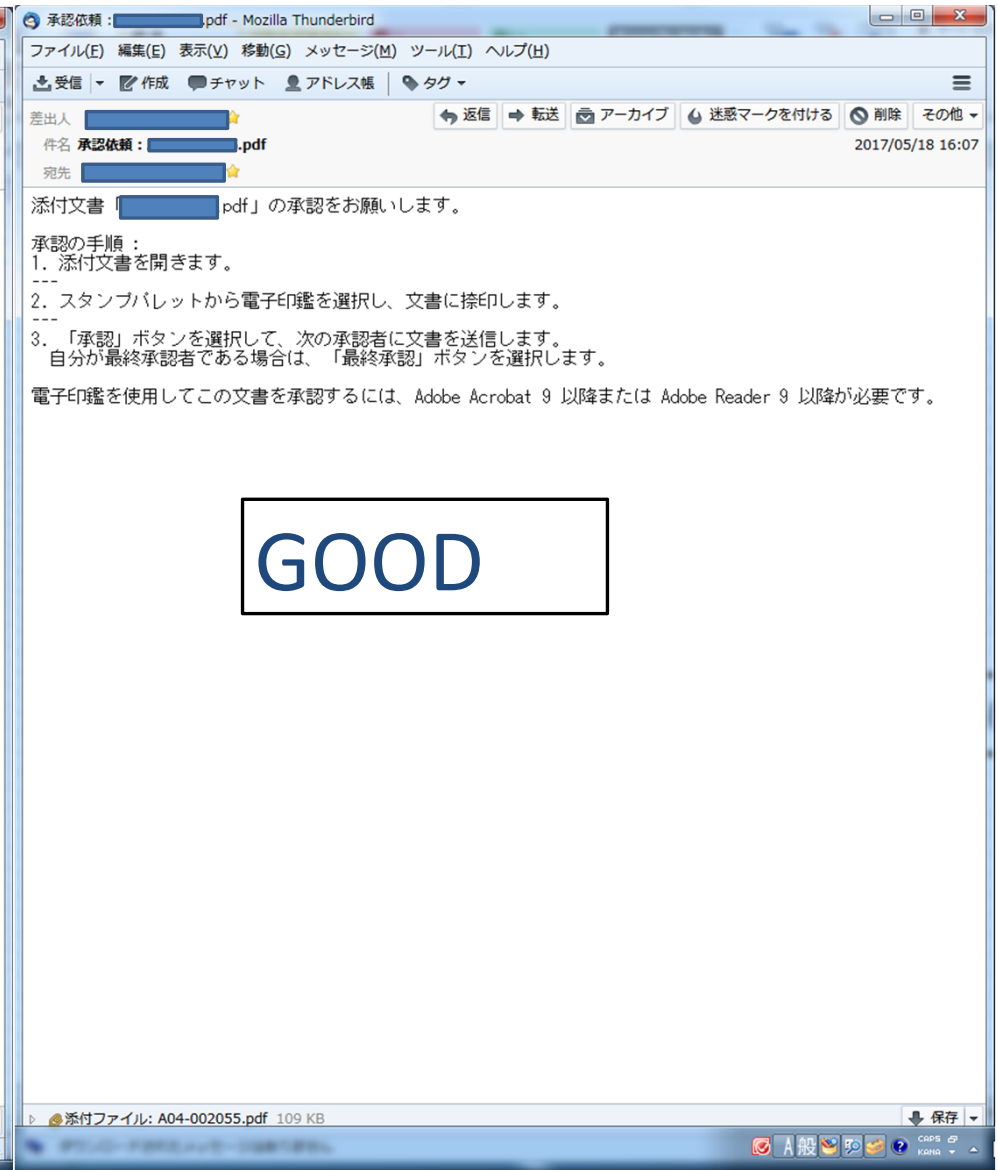 承認依頼 : .pdf - Mozilla Thunderbird
ファイル(F) 編集(E) 表示(V) 移動(G) メッセージ(M) ツール(T) ヘルプ(H)
受信 作成 チャット アドレス帳 タグ
差出人 返信 転送 アーカイブ 迷惑マークを付ける 削除 その他
件名 承認依頼 : .pdf 2017/05/18 16:07
宛先
添付文書「 pdf」の承認をお願いします。
承認の手順 :
1. 添付文書を開きます。
---
2. スタンプパレットから電子印鑑を選択し、文書に捺印します。
---
3. 「承認」ボタンを選択して、次の承認者に文書を送信します。
自分が最終承認者である場合は、「最終承認」ボタンを選択します。
電子印鑑を使用してこの文書を承認するには、Adobe Acrobat 9 以降または Adobe Reader 9 以降が必要です。
GOOD
添付ファイル: A04-002055.pdf 109 KB 保存
A 般 CAPS
KANA